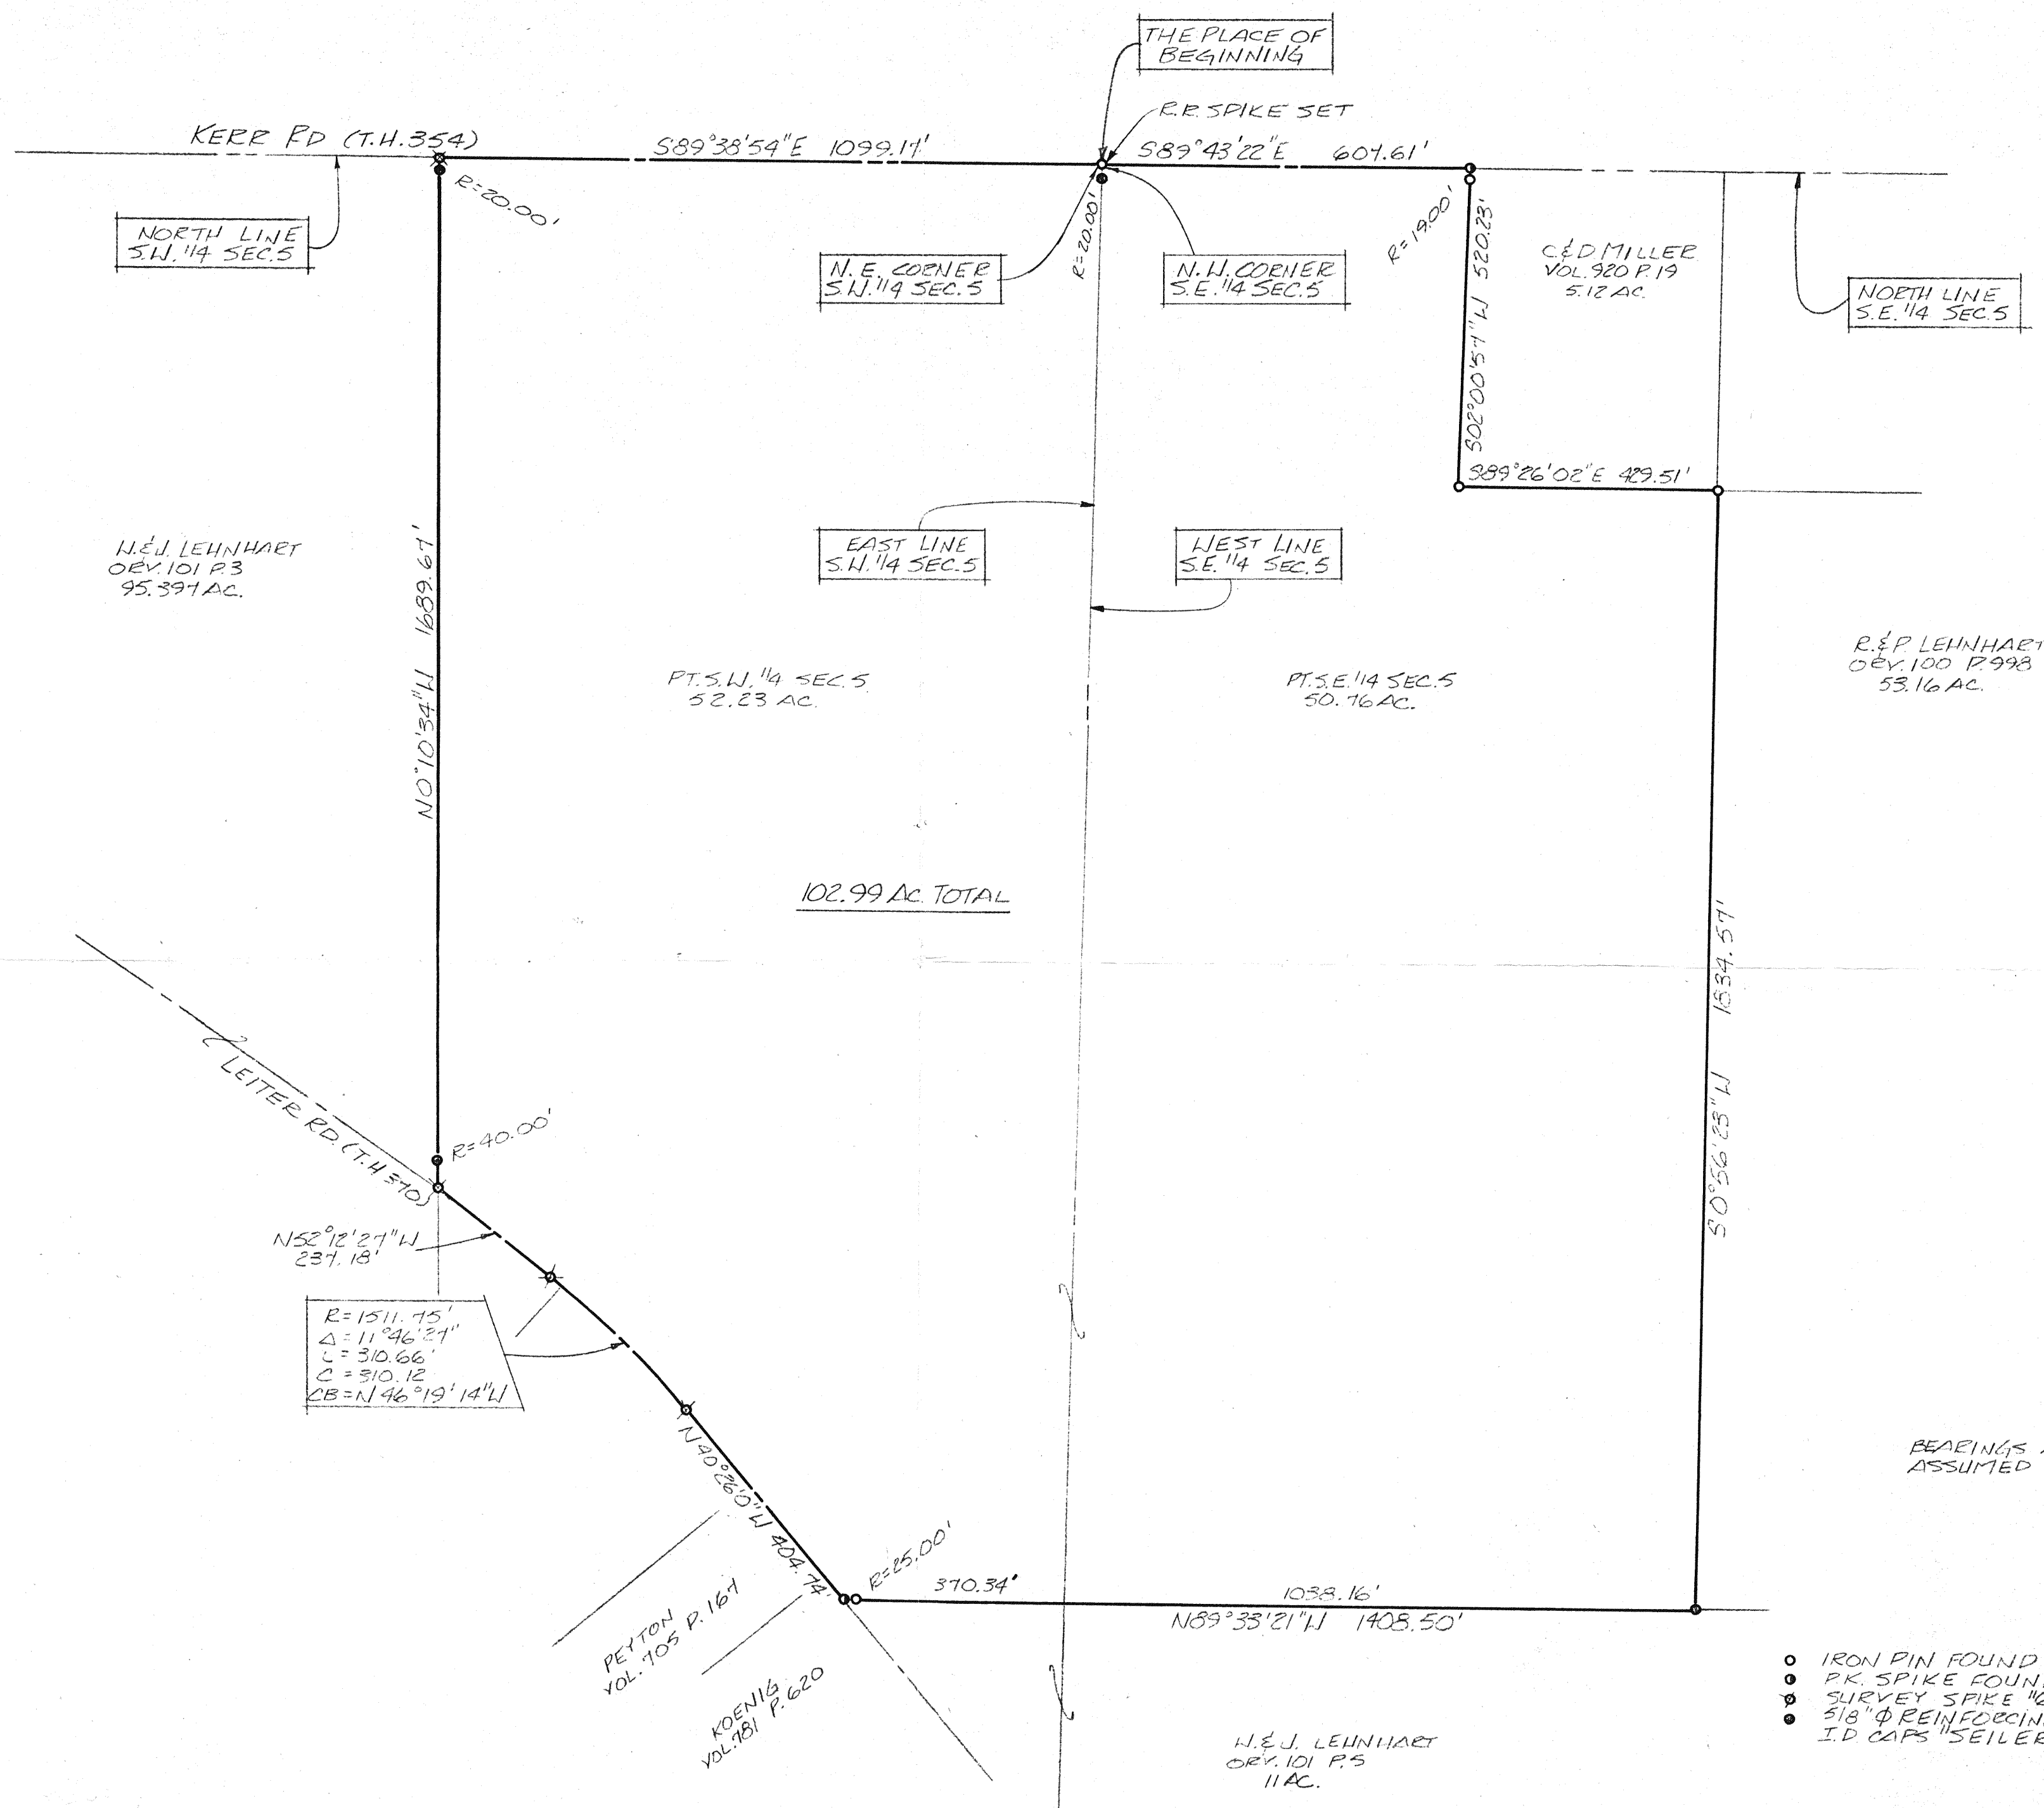 THE PLACE OF
BEGINNING
R.R. SPIKE SET
KERR RD (T.H. 354)
S89°38'54"E 1099.17'
S89°43'22"E 607.61'
R=20.00'
R=20.00'
R=19.00'
NORTH LINE
S.W. 1/4 SEC. 5
N.E. CORNER
S.W. 1/4 SEC. 5
N.W. CORNER
S.E. 1/4 SEC. 5
S02°00'57"W 520.23'
C.&D. MILLER
VOL. 920 P. 19
5.12 AC.
NORTH LINE
S.E. 1/4 SEC. 5
S89°26'02"E 429.51'
W.&J. LEHNHART
ORV. 101 P.3
95.397 AC.
N0°10'34"W 1689.67'
EAST LINE
S.W. 1/4 SEC. 5
WEST LINE
S.E. 1/4 SEC. 5
PT. S.W. 1/4 SEC. 5
52.23 AC.
PT. S.E. 1/4 SEC. 5
50.76 AC.
R.&P. LEHNHART
ORV. 100 P. 998
53.16 AC.
102.99 AC. TOTAL
S0°56'23"W 1834.57'
LEITER RD. (T.H. 370)
R=40.00'
N52°12'27"W
237.18'
R=1511.75'
Δ=11°46'27"
L=310.66'
C=310.12
CB=N46°19'14"W
N40°26'0"W 404.74'
BEARINGS
ASSUMED
R=25.00'
370.34'
1038.16'
N89°33'21"W 1408.50'
PEYTON
VOL. 705 P. 167
KOENIG
VOL. 781 P. 620
W.&J. LEHNHART
ORV. 101 P.5
11 AC.
IRON PIN FOUND
P.K. SPIKE FOUN
SURVEY SPIKE
5/8"Φ REINFORCIN
I.D. CAPS "SEILER